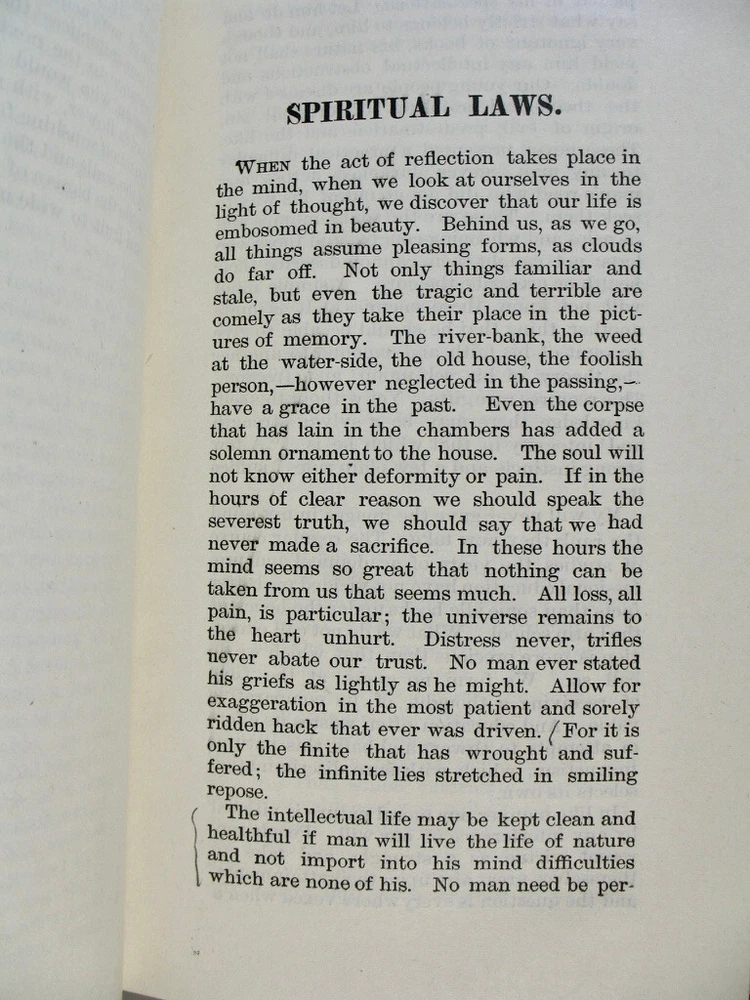 SPIRITUAL LAWS.
WHEN the act of reflection takes place in
the mind, when we look at ourselves in the
light of thought, we discover that our life is
embosomed in beauty. Behind us, as we go,
all things assume pleasing forms, as clouds
do far off. Not only things familiar and
stale, but even the tragic and terrible are
comely as they take their place in the pict-
ures of memory. The river-bank, the weed
at the water-side, the old house, the foolish
person,—however neglected in the passing,—
have a grace in the past. Even the corpse
that has lain in the chambers has added a
solemn ornament to the house. The soul will
not know either deformity or pain. If in the
hours of clear reason we should speak the
severest truth, we should say that we had
never made a sacrifice. In these hours the
mind seems so great that nothing can be
taken from us that seems much. All loss, all
pain, is particular; the universe remains to
the heart unhurt. Distress never, trifles
never abate our trust. No man ever stated
his griefs as lightly as he might. Allow for
exaggeration in the most patient and sorely
ridden hack that ever was driven. For it is
only the finite that has wrought and suf-
fered; the infinite lies stretched in smiling
repose.
The intellectual life may be kept clean and
healthful if man will live the life of nature
and not import into his mind difficulties
which are none of his. No man need be per-